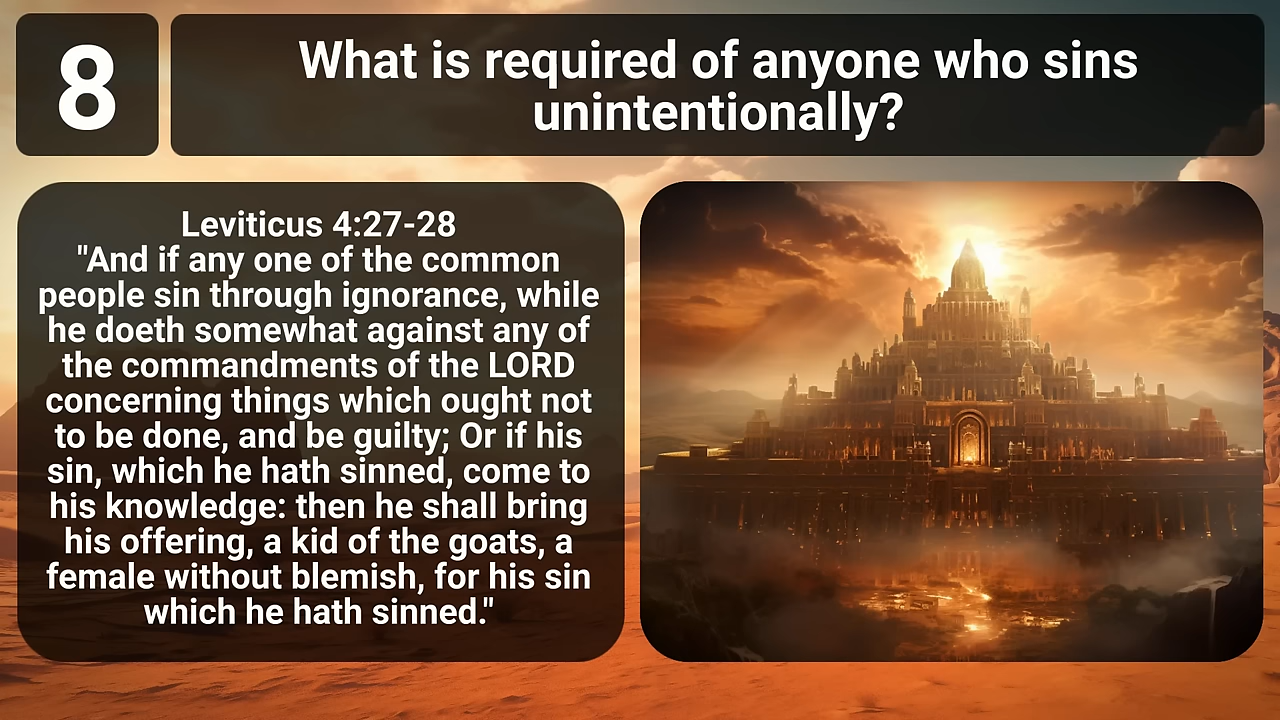 8
What is required of anyone who sins
unintentionally?
Leviticus 4:27-28
"And if any one of the common
people sin through ignorance, while
he doeth somewhat against any of
the commandments of the LORD
concerning things which ought not
to be done, and be guilty; Or if his
sin, which he hath sinned, come to
his knowledge: then he shall bring
his offering, a kid of the goats, a
female without blemish, for his sin
which he hath sinned."